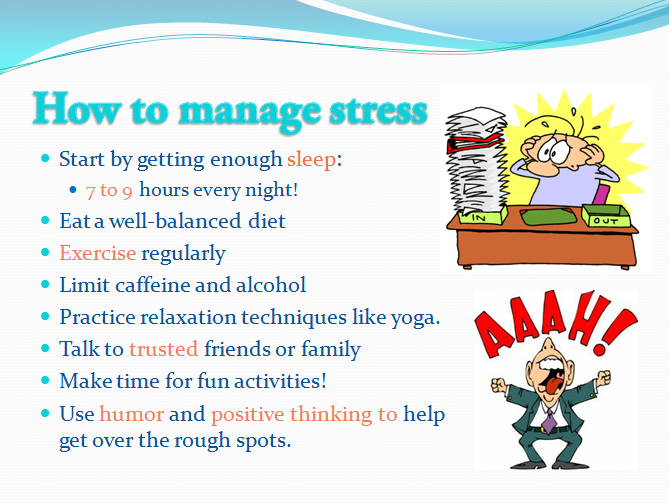 How to manage stress
Start by getting enough sleep:
7 to 9 hours every night!
Eat a well-balanced diet
Exercise regularly
Limit caffeine and alcohol
Practice relaxation techniques like yoga.
Talk to trusted friends or family
Make time for fun activities!
Use humor and positive thinking to help
get over the rough spots.
IN
OUT
AAAH!